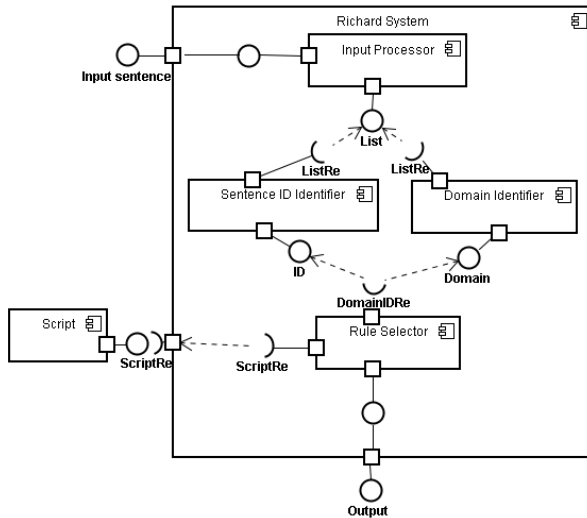 Richard System
Input Processor
Input sentence
List
ListRe
ListRe
Sentence ID Identifier
Domain Identifier
ID
Domain
DomainIDRe
Script
Rule Selector
ScriptRe
ScriptRe
Output